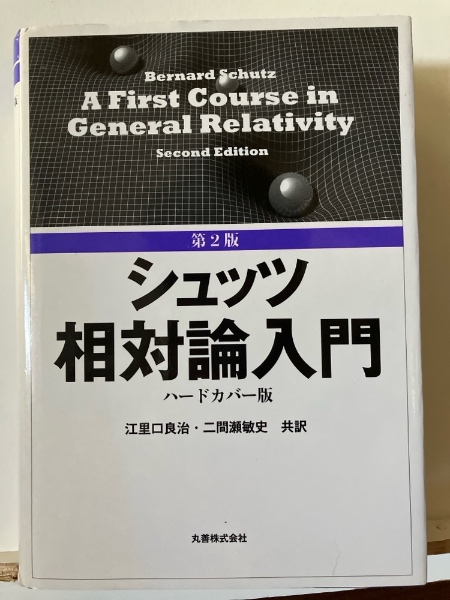 Bernard Schutz
A First Course in
General Relativity
Second Edition
第2版
シュッツ
相対論入門
ハードカバー版
江里口良治・二間瀬敏史 共訳
丸善株式会社